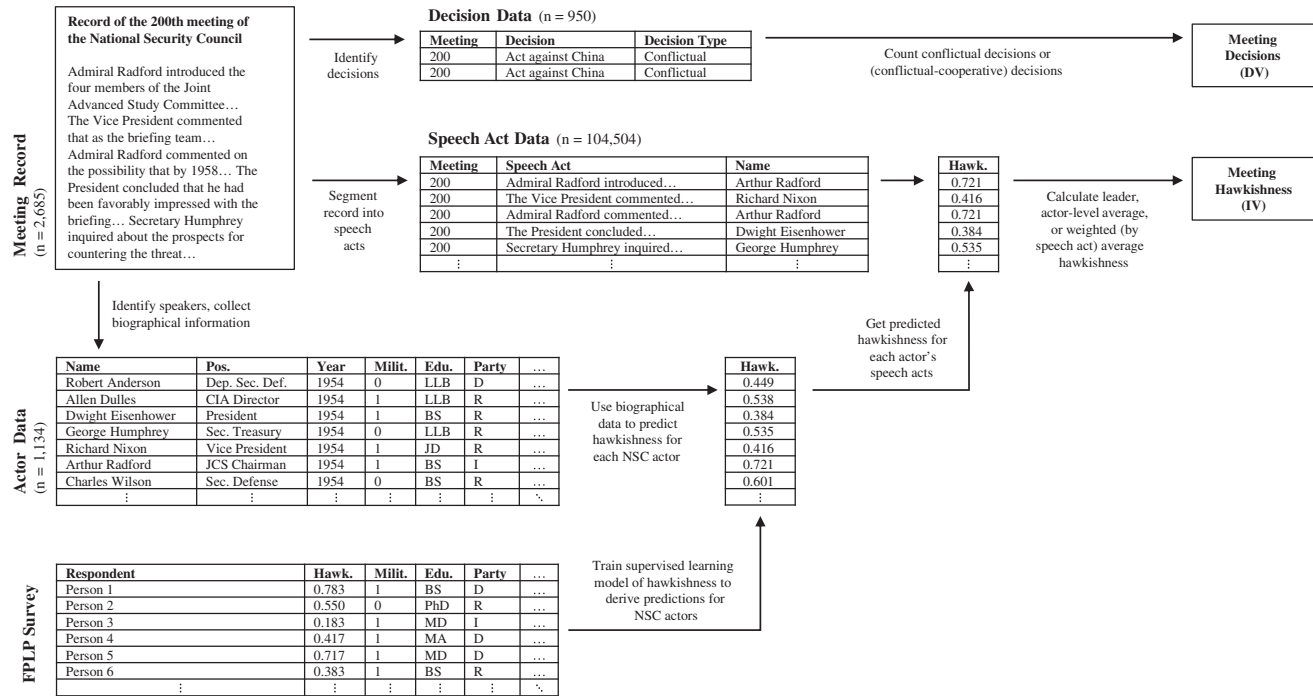 Record of the 200th meeting of
the National Security Council
Admiral Radford introduced the
four members of the Joint
Advanced Study Committee…
The Vice President commented
that as the briefing team…
Admiral Radford commented on
the possibility that by 1958… The
President concluded that he had
been favorably impressed with the
briefing… Secretary Humphrey
inquired about the prospects for
countering the threat…
Meeting Record
(n = 2,685)
Identify
decisions
Decision Data (n = 950)
Meeting Decision Decision Type
200 Act against China Conflictual
200 Act against China Conflictual
Count conflictual decisions or
(conflictual-cooperative) decisions
Meeting
Decisions
(DV)
Segment
record into
speech
acts
Speech Act Data (n = 104,504)
Meeting Speech Act Name
200 Admiral Radford introduced… Arthur Radford
200 The Vice President commented… Richard Nixon
200 Admiral Radford commented… Arthur Radford
200 The President concluded… Dwight Eisenhower
200 Secretary Humphrey inquired… George Humphrey
⋮ ⋮ ⋮
Hawk.
0.721
0.416
0.721
0.384
0.535
⋮
Calculate leader,
actor-level average,
or weighted (by
speech act) average
hawkishness
Meeting
Hawkishness
(IV)
Identify speakers, collect
biographical information
Get predicted
hawkishness for
each actor's
speech acts
Actor Data
(n = 1,134)
Name Pos. Year Milit. Edu. Party …
Robert Anderson Dep. Sec. Def. 1954 0 LLB D …
Allen Dulles CIA Director 1954 1 LLB R …
Dwight Eisenhower President 1954 1 BS R …
George Humphrey Sec. Treasury 1954 0 LLB R …
Richard Nixon Vice President 1954 1 JD R …
Arthur Radford JCS Chairman 1954 1 BS I …
Charles Wilson Sec. Defense 1954 0 BS R …
⋮ ⋮ ⋮ ⋮ ⋮ ⋮ ⋱
Use biographical
data to predict
hawkishness for
each NSC actor
Hawk.
0.449
0.538
0.384
0.535
0.416
0.721
0.601
⋮
FPLP Survey
Respondent Hawk. Milit. Edu. Party …
Person 1 0.783 1 BS D …
Person 2 0.550 0 PhD R …
Person 3 0.183 1 MD I …
Person 4 0.417 1 MA D …
Person 5 0.717 1 MD D …
Person 6 0.383 1 BS R …
⋮ ⋮ ⋮ ⋮ ⋮ ⋱
Train supervised learning
model of hawkishness to
derive predictions for
NSC actors